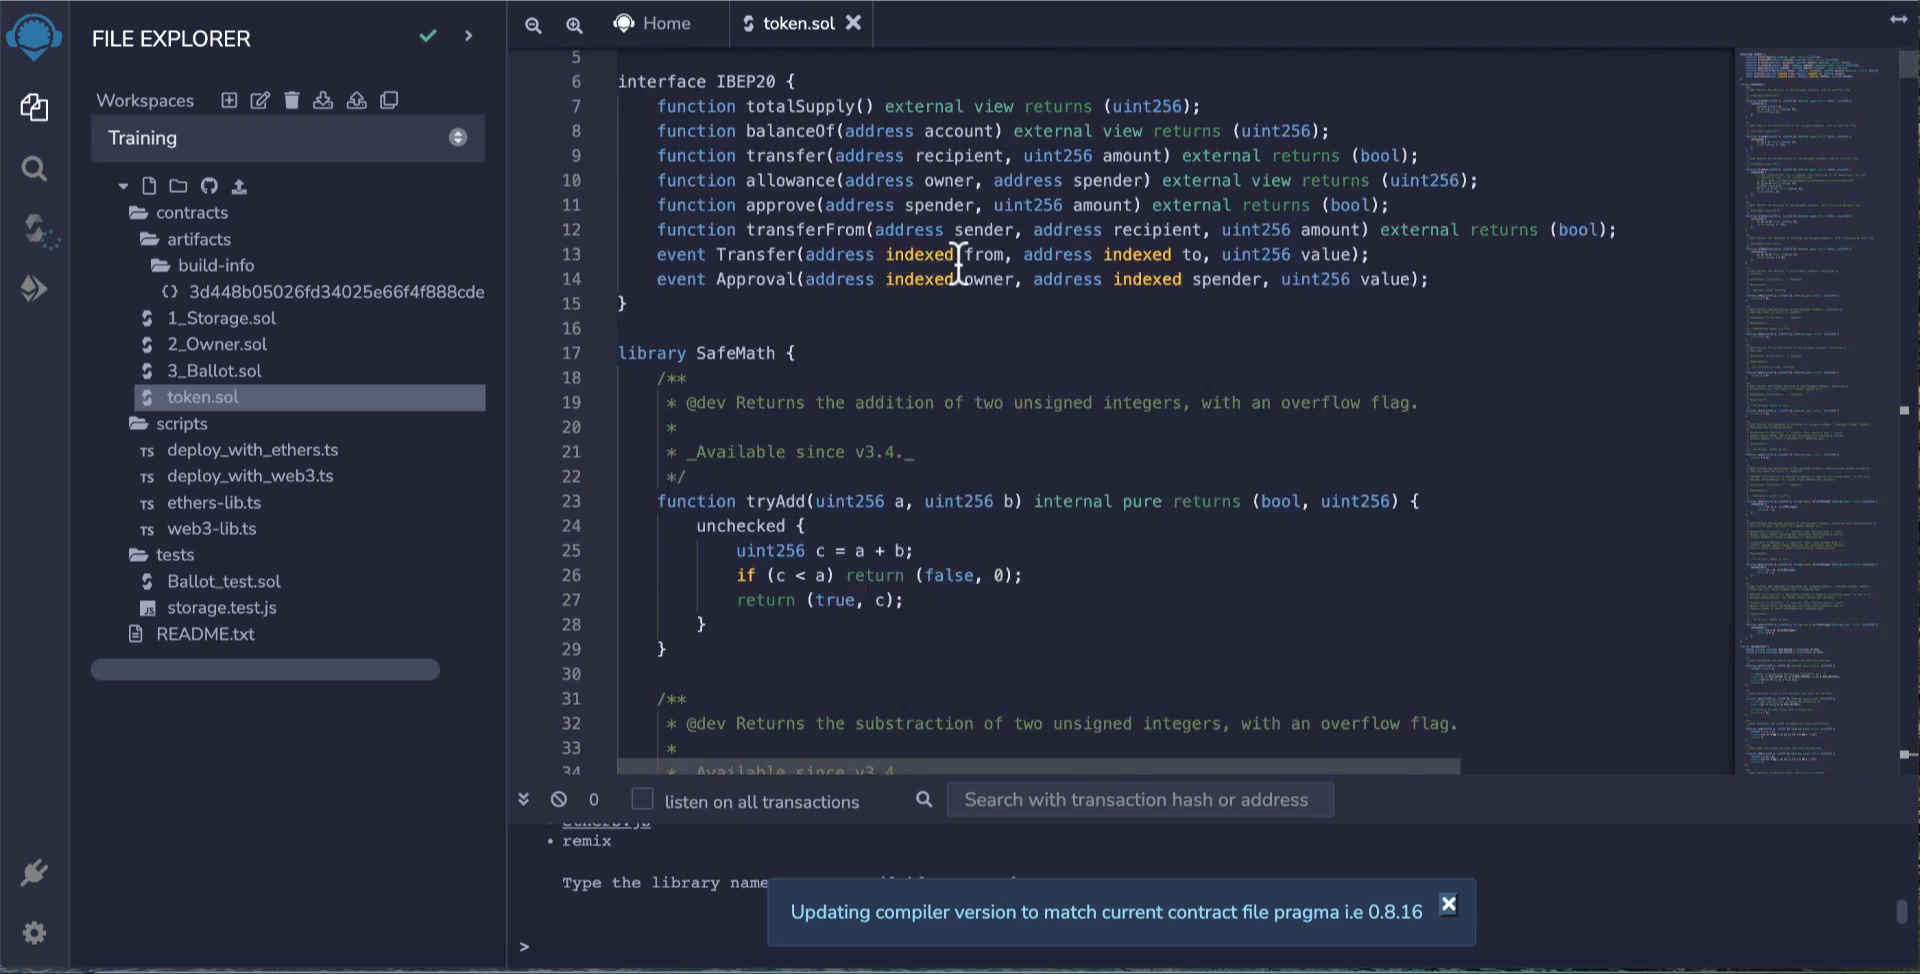 FILE EXPLORER
Workspaces
Training
contracts
artifacts
build-info
{} 3d448b05026fd34025e66f4f888cde
1_Storage.sol
2_Owner.sol
3_Ballot.sol
token.sol
scripts
TS deploy_with_ethers.ts
TS deploy_with_web3.ts
TS ethers-lib.ts
TS web3-lib.ts
tests
Ballot_test.sol
JS storage.test.js
README.txt
Home
token.sol
5
6 interface IBEP20 {
7 function totalSupply() external view returns (uint256);
8 function balanceOf(address account) external view returns (uint256);
9 function transfer(address recipient, uint256 amount) external returns (bool);
10 function allowance(address owner, address spender) external view returns (uint256);
11 function approve(address spender, uint256 amount) external returns (bool);
12 function transferFrom(address sender, address recipient, uint256 amount) external returns (bool);
13 event Transfer(address indexed from, address indexed to, uint256 value);
14 event Approval(address indexed owner, address indexed spender, uint256 value);
15 }
16
17 library SafeMath {
18 /**
19 * @dev Returns the addition of two unsigned integers, with an overflow flag.
20 *
21 * _Available since v3.4._
22 */
23 function tryAdd(uint256 a, uint256 b) internal pure returns (bool, uint256) {
24 unchecked {
25 uint256 c = a + b;
26 if (c < a) return (false, 0);
27 return (true, c);
28 }
29 }
30
31 /**
32 * @dev Returns the substraction of two unsigned integers, with an overflow flag.
33 *
34 * _Available since v3.4._
0
listen on all transactions
Search with transaction hash or address
ethers.js
• remix
Type the library name
Updating compiler version to match current contract file pragma i.e 0.8.16
>